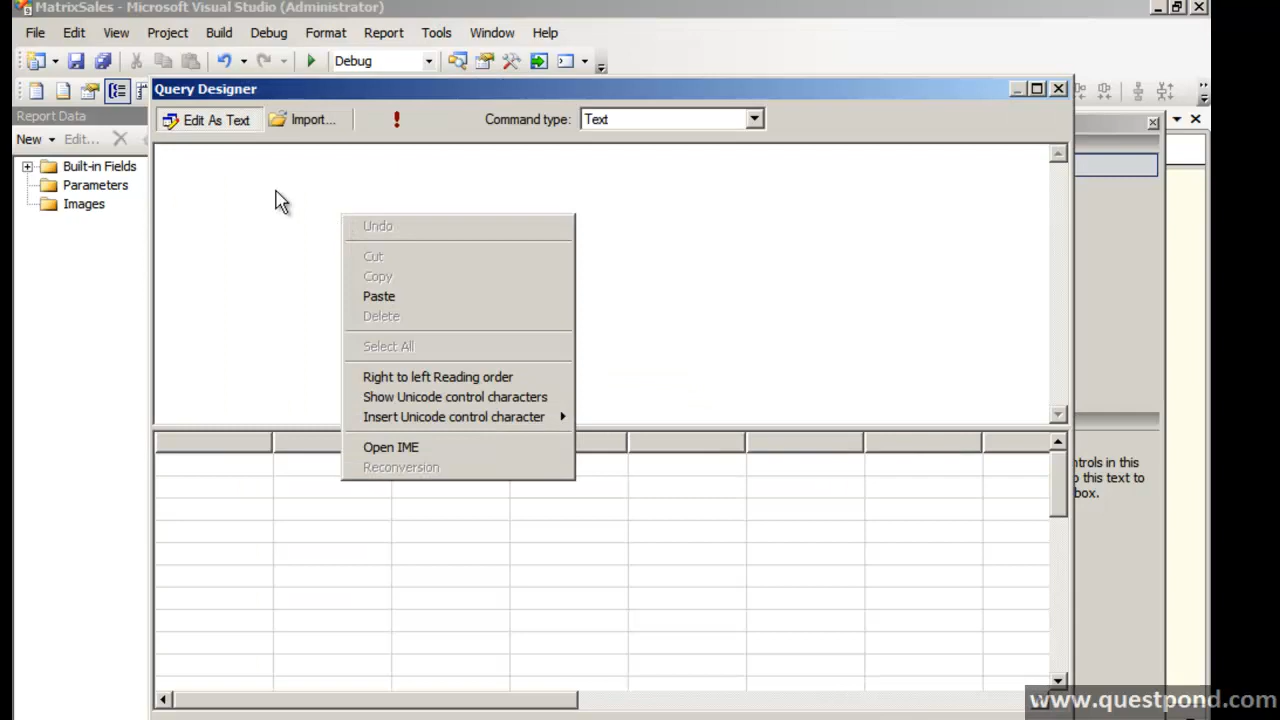 MatrixSales - Microsoft Visual Studio (Administrator)
File Edit View Project Build Debug Format Report Tools Window Help
Debug
Report Data
New Edit...
Built-in Fields
Parameters
Images
Query Designer
Edit As Text Import... Command type: Text
Undo
Cut
Copy
Paste
Delete
Select All
Right to left Reading order
Show Unicode control characters
Insert Unicode control character
Open IME
Reconversion
ntrols in this
o this text to
box.
www.questpond.com